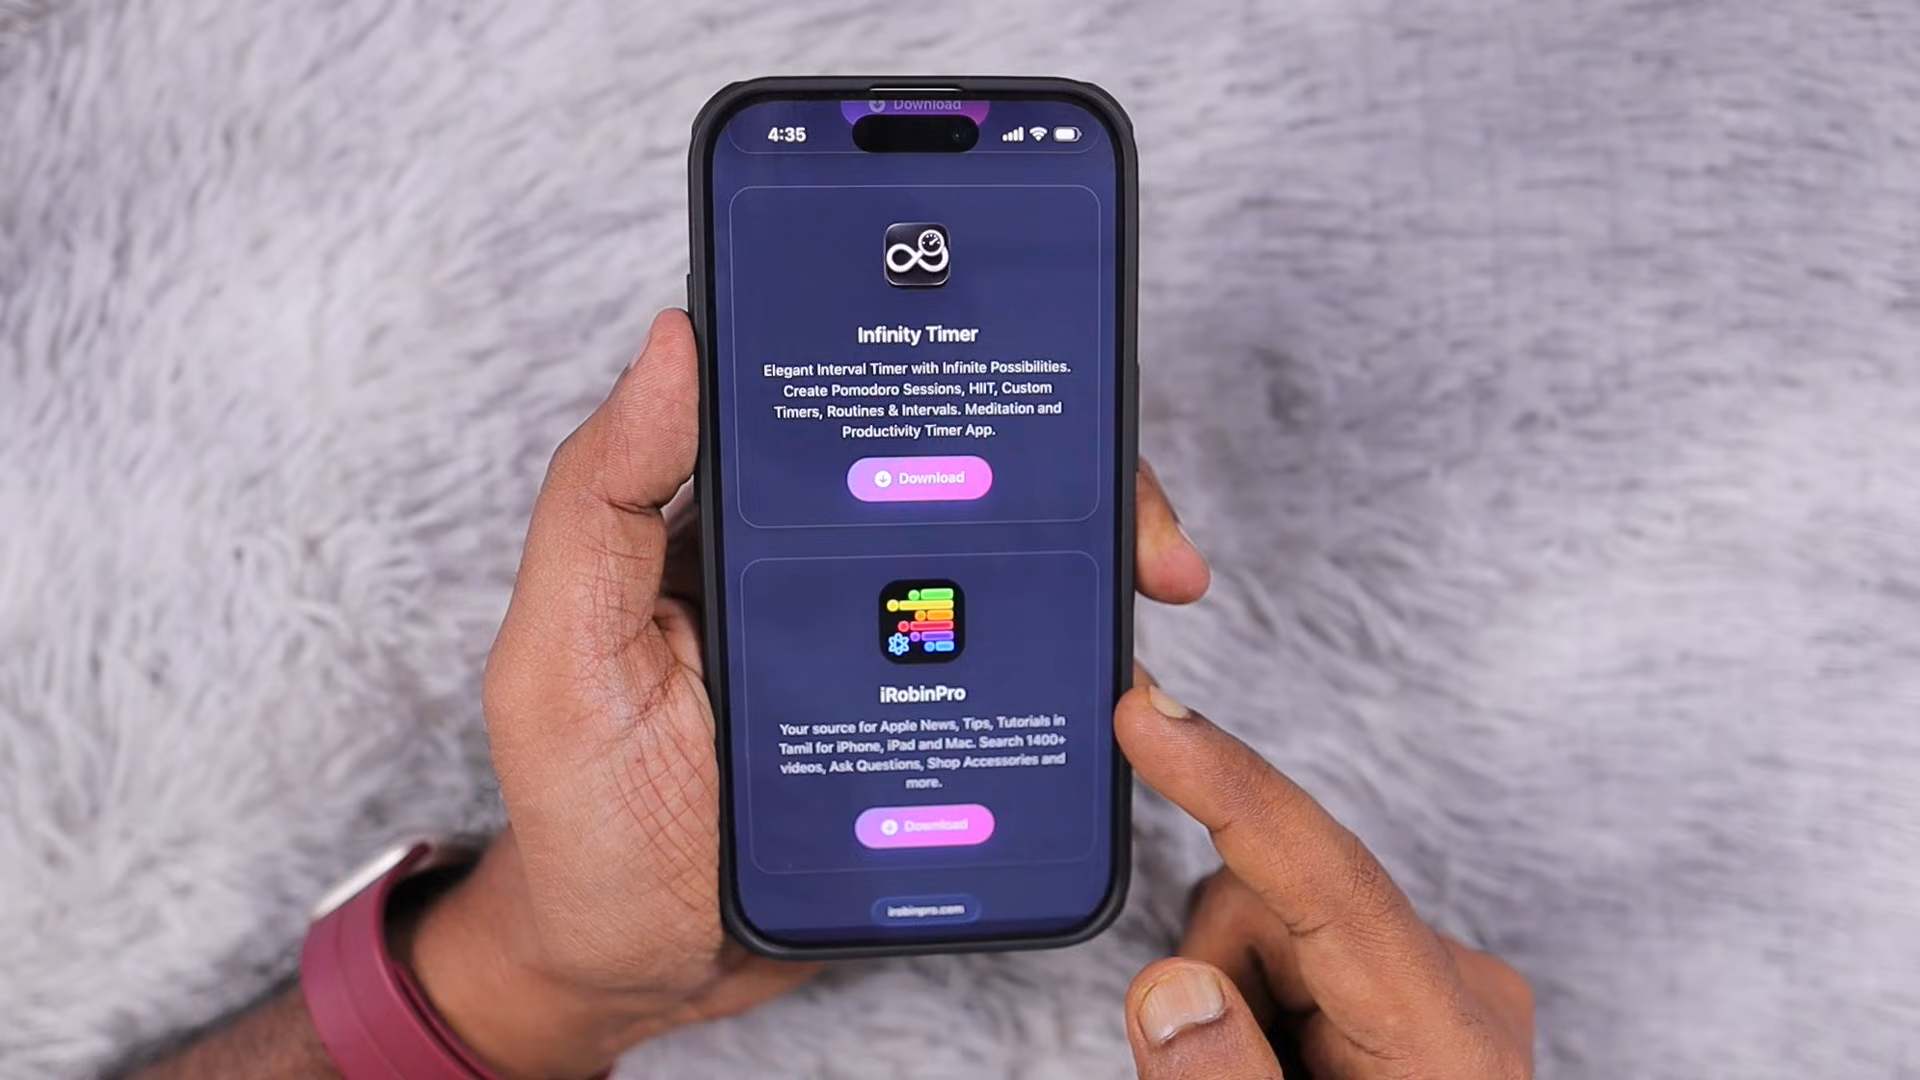 Download
4:35
Infinity Timer
Elegant Interval Timer with Infinite Possibilities.
Create Pomodoro Sessions, HIIT, Custom
Timers, Routines & Intervals. Meditation and
Productivity Timer App.
Download
iRobinPro
Your source for Apple News, Tips, Tutorials in
Tamil for iPhone, iPad and Mac. Search 1400+
videos, Ask Questions, Shop Accessories and
more.
Download
irobinpro.com